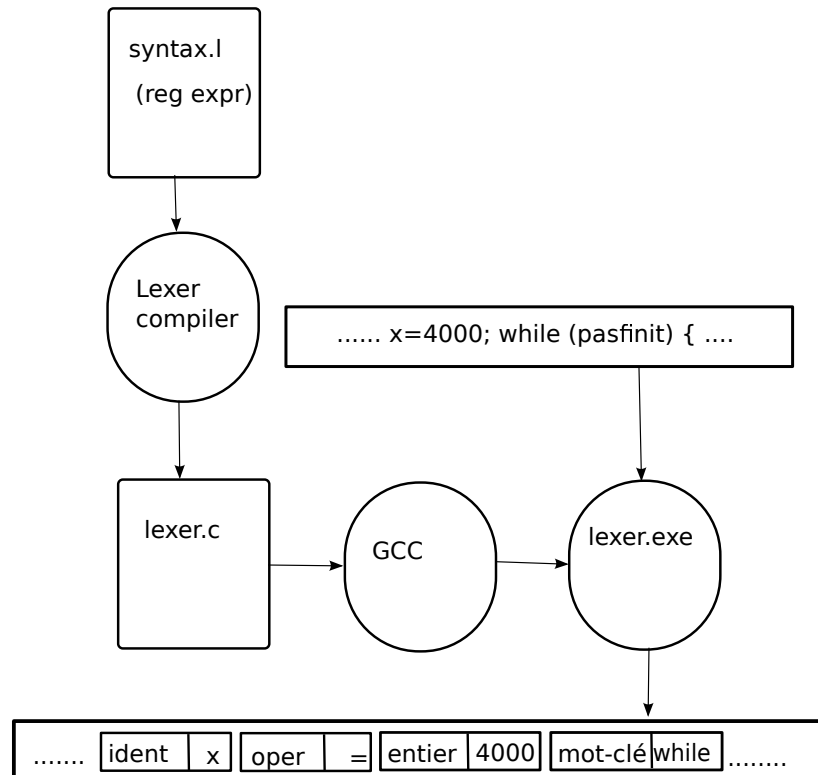 syntax.l
(reg expr)
Lexer
compiler
...... x=4000; while (pasfinit) { ....
lexer.c
GCC
lexer.exe
....... ident x oper = entier 4000 mot-clé while ........